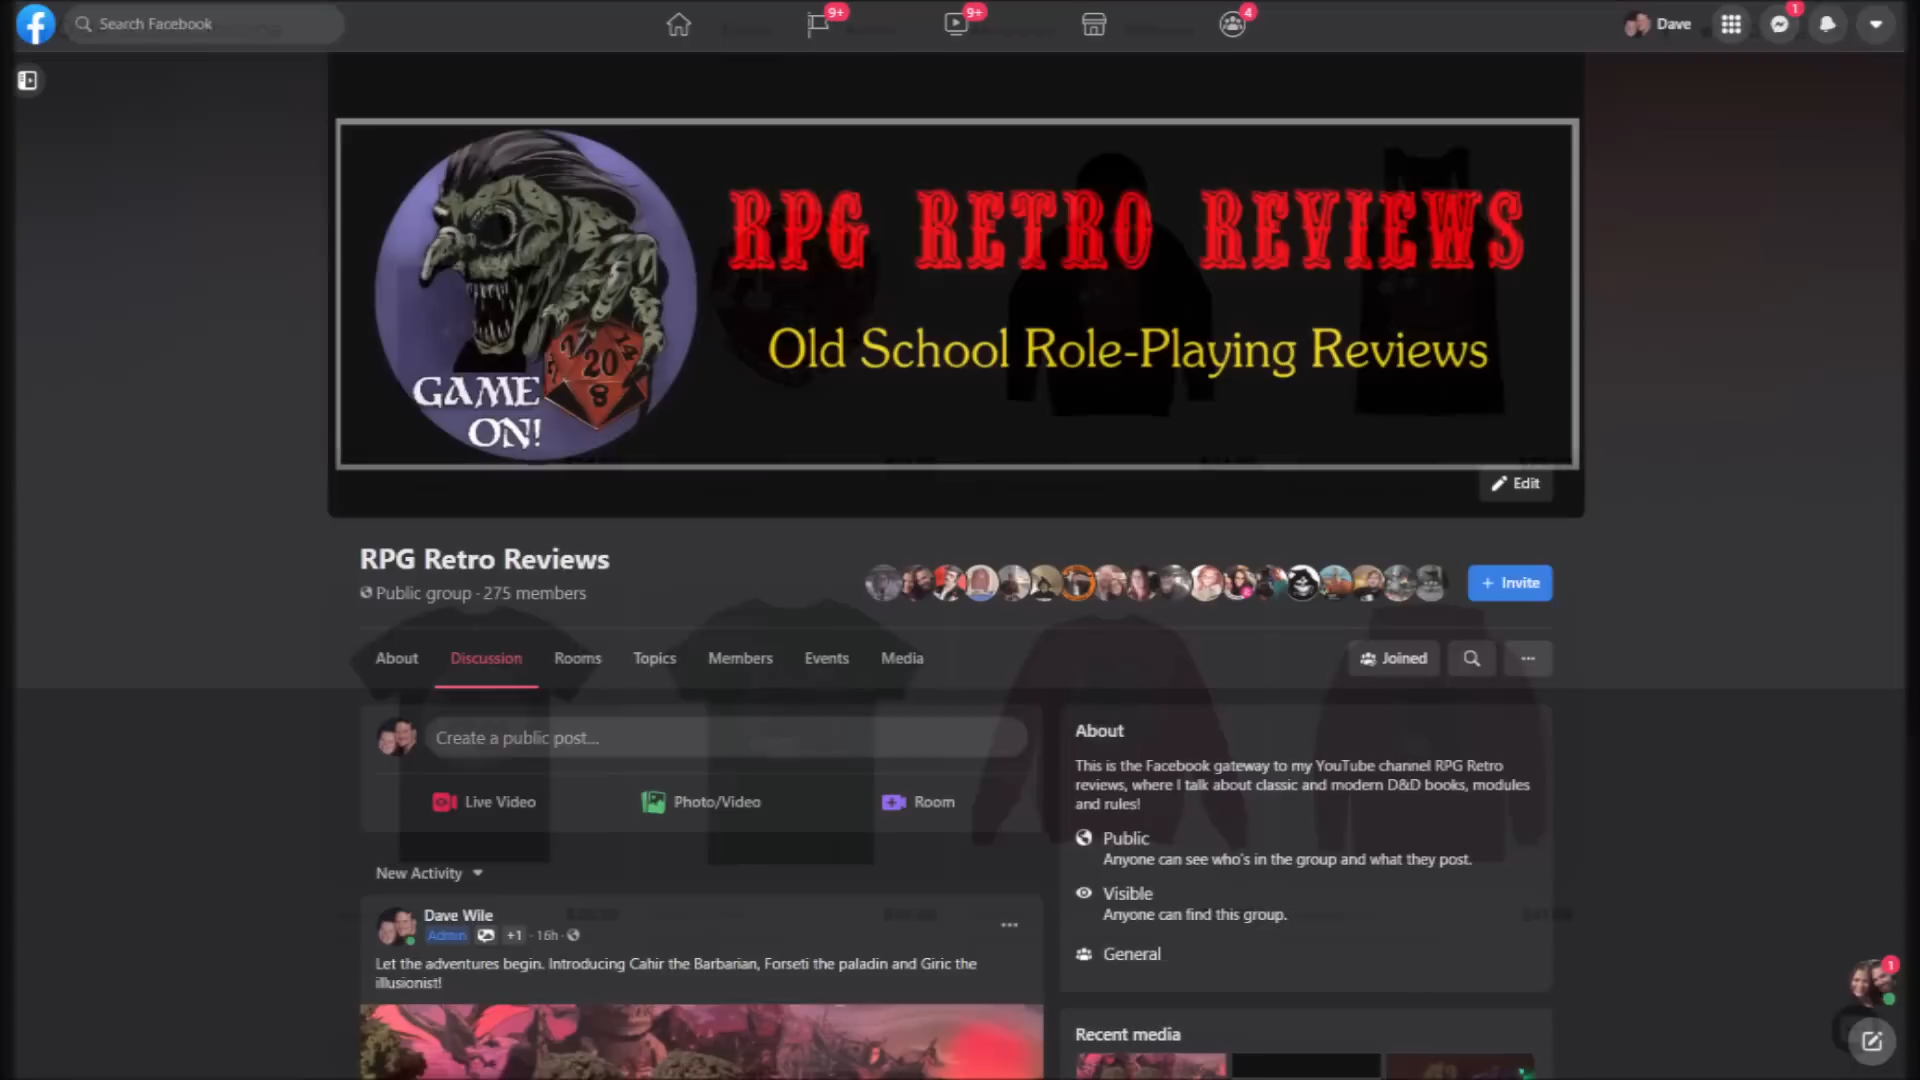 Search Facebook
9+
9+
4
Dave
1
RPG RETRO REVIEWS
Old School Role-Playing Reviews
GAME
ON!
20
14
8
Edit
RPG Retro Reviews
Public group · 275 members
+ Invite
About Discussion Rooms Topics Members Events Media
Joined
Create a public post...
Live Video
Photo/Video
Room
New Activity
Dave Wile
Admin +1 · 16h ·
Let the adventures begin. Introducing Cahir the Barbarian, Forseti the paladin and Giric the
illusionist!
About
This is the Facebook gateway to my YouTube channel RPG Retro
reviews, where I talk about classic and modern D&D books, modules
and rules!
Public
Anyone can see who's in the group and what they post.
Visible
Anyone can find this group.
General
Recent media
1